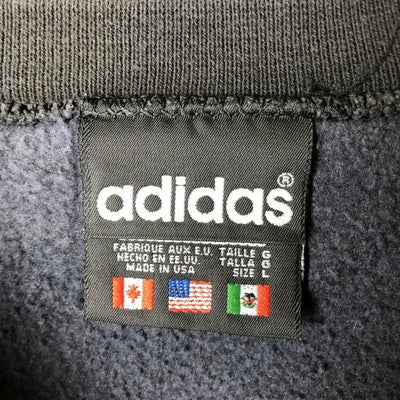 adidas®
FABRIQUE AUX E.U. TAILLE G
HECHO EN EE.UU. TALLA G
MADE IN USA SIZE L